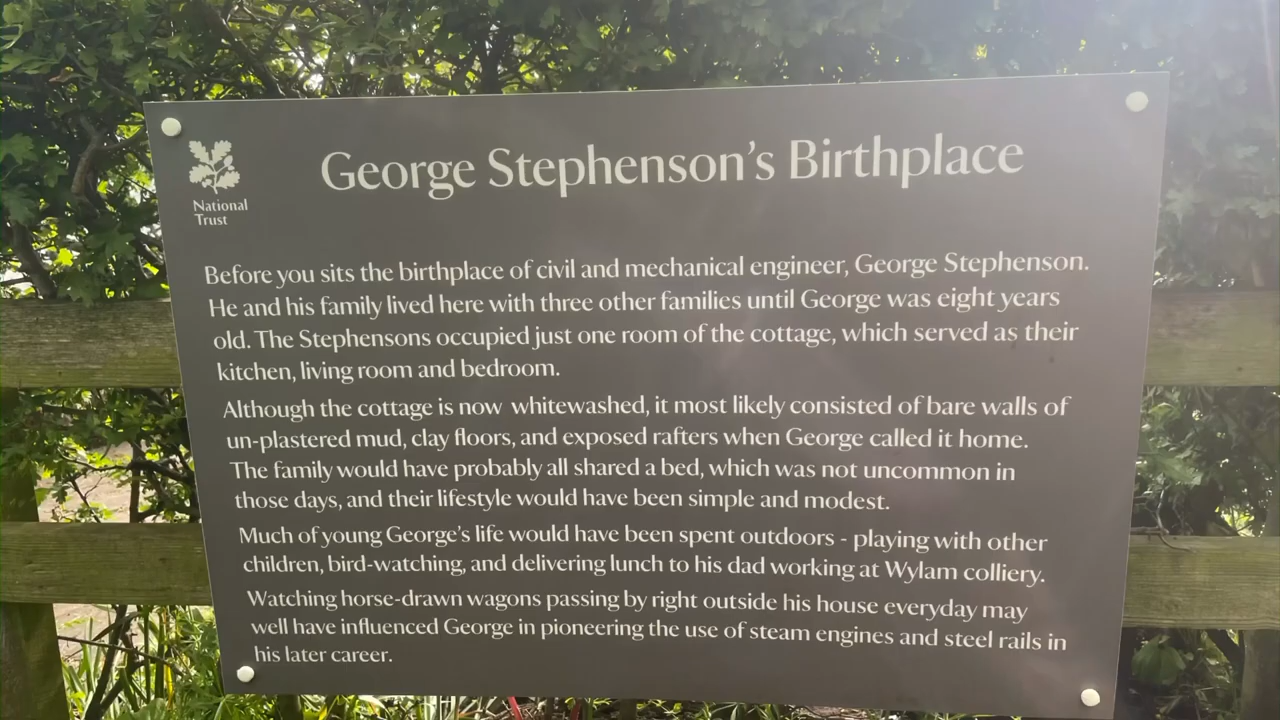 National
Trust
George Stephenson's Birthplace
Before you sits the birthplace of civil and mechanical engineer, George Stephenson.
He and his family lived here with three other families until George was eight years
old. The Stephensons occupied just one room of the cottage, which served as their
kitchen, living room and bedroom.
Although the cottage is now whitewashed, it most likely consisted of bare walls of
un-plastered mud, clay floors, and exposed rafters when George called it home.
The family would have probably all shared a bed, which was not uncommon in
those days, and their lifestyle would have been simple and modest.
Much of young George's life would have been spent outdoors - playing with other
children, bird-watching, and delivering lunch to his dad working at Wylam colliery.
Watching horse-drawn wagons passing by right outside his house everyday may
well have influenced George in pioneering the use of steam engines and steel rails in
his later career.